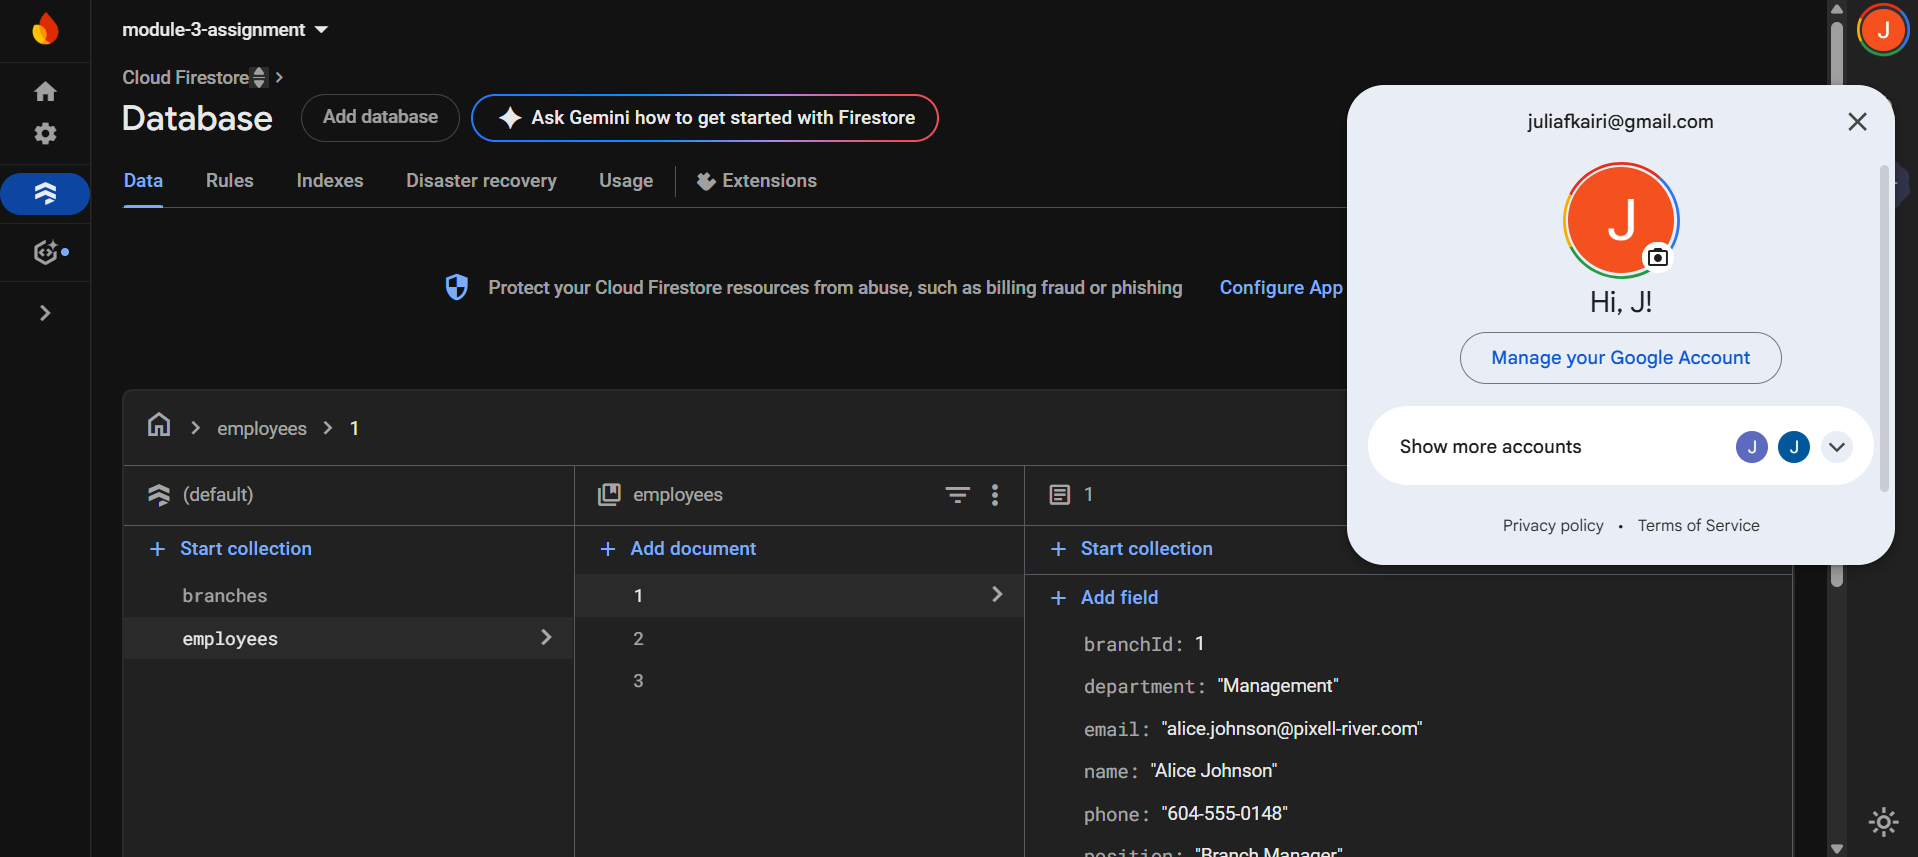 module-3-assignment
Cloud Firestore
Database
Add database
Ask Gemini how to get started with Firestore
Data
Rules
Indexes
Disaster recovery
Usage
Extensions
Protect your Cloud Firestore resources from abuse, such as billing fraud or phishing
Configure App
J
juliafkairi@gmail.com
J
Hi, J!
Manage your Google Account
Show more accounts
J
J
Privacy policy • Terms of Service
employees
1
(default)
employees
1
Start collection
Add document
Start collection
branches
employees
1
2
3
Add field
branchId: 1
department: "Management"
email: "alice.johnson@pixell-river.com"
name: "Alice Johnson"
phone: "604-555-0148"
position: "Branch Manager"